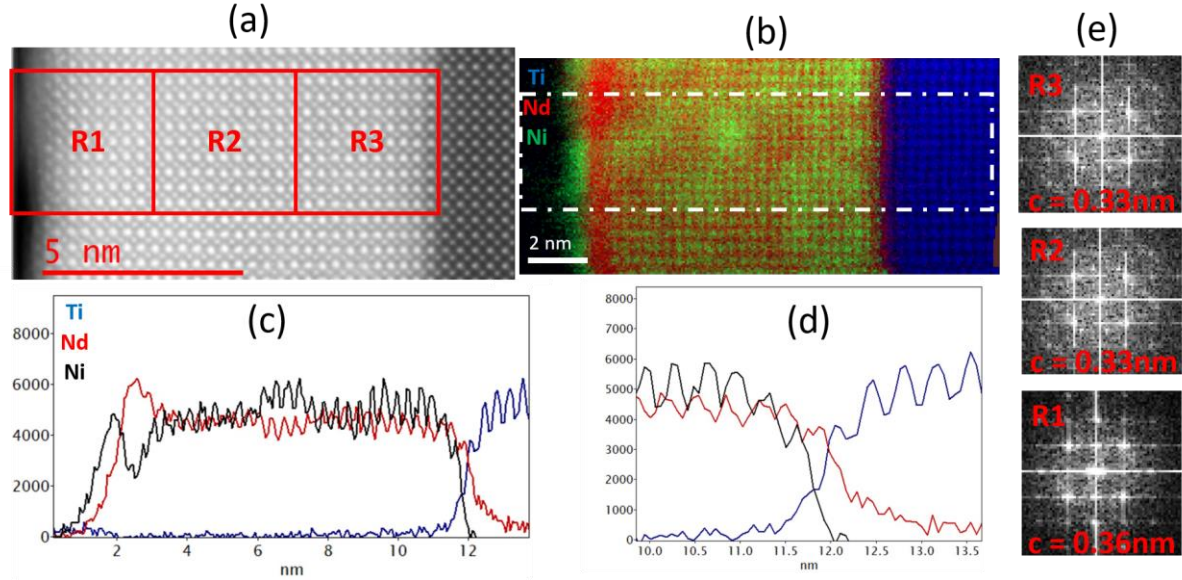 (a)
R1 R2 R3
5 nm
(b)
Ti
Nd
Ni
2 nm
(e)
R3
c = 0.33nm
R2
c = 0.33nm
R1
c = 0.36nm
(c)
Ti
Nd
Ni
8000
6000
4000
2000
0
2 4 6 8 10 12
nm
(d)
8000
7000
6000
5000
4000
3000
2000
1000
0
10.0 10.5 11.0 11.5 12.0 12.5 13.0 13.5
nm